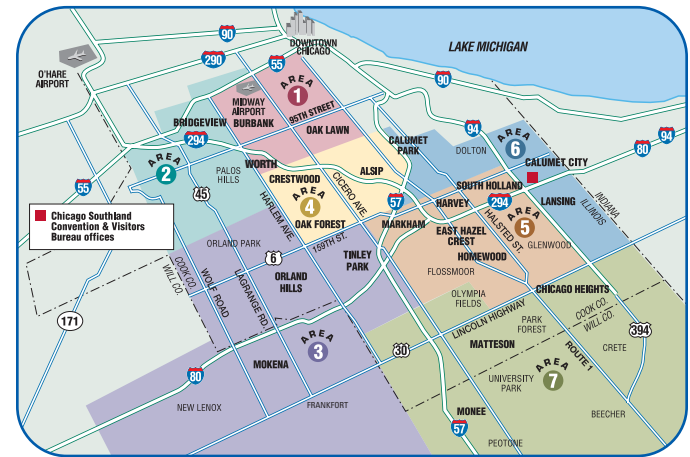 90
DOWNTOWN
CHICAGO
LAKE MICHIGAN
290
55
O'HARE
AIRPORT
90
AREA
1
MIDWAY
AIRPORT
95TH STREET
BRIDGEVIEW
BURBANK
OAK LAWN
94
94
80
294
CALUMET
PARK
DOLTON
AREA
6
AREA
2
WORTH
CALUMET CITY
PALOS
HILLS
CRESTWOOD
ALSIP
CICERO AVE.
55
45
AREA
4
SOUTH HOLLAND
HARLEM AVE.
57
HARVEY
294
LANSING
INDIANA
ILLINOIS
Chicago Southland
Convention & Visitors
Bureau offices
OAK FOREST
MARKHAM
HALSTED ST.
AREA
5
EAST HAZEL
CREST
ORLAND PARK
159TH ST.
GLENWOOD
6
TINLEY
PARK
HOMEWOOD
COOK CO.
WILL CO.
WOLF ROAD
LAGRANGE RD.
ORLAND
HILLS
FLOSSMOOR
CHICAGO HEIGHTS
OLYMPIA
FIELDS
LINCOLN HIGHWAY
COOK CO.
WILL CO.
171
PARK
FOREST
394
AREA
3
30
MATTESON
ROUTE 1
CRETE
MOKENA
AREA
7
80
UNIVERSITY
PARK
NEW LENOX
FRANKFORT
MONEE
BEECHER
57
PEOTONE